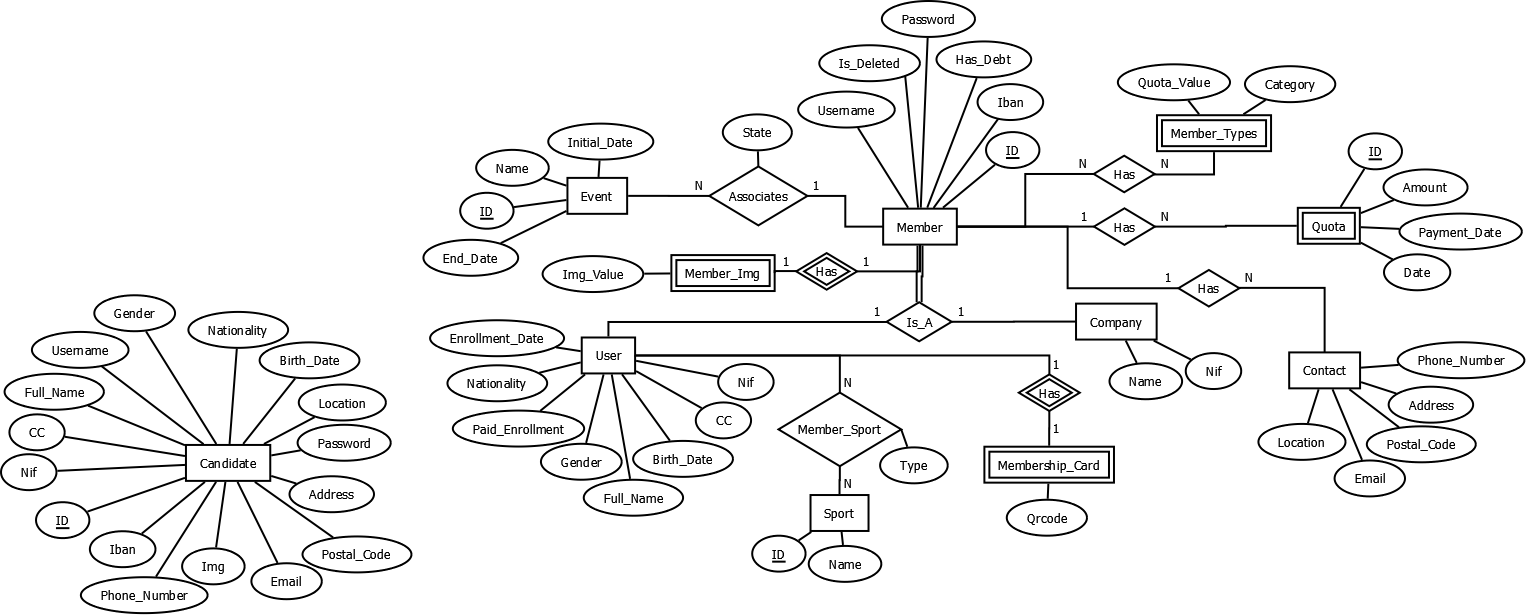 Password
Is_Deleted
Has_Debt
Username
Iban
ID
Quota_Value
Category
Member_Types
State
Initial_Date
Name
ID
Event
End_Date
N
Associates
1
Member
N
Has
N
1
Has
N
ID
Amount
Quota
Payment_Date
Date
Img_Value
Member_Img
1
Has
1
1
Has
N
1
Is_A
1
Company
Name
Nif
Enrollment_Date
User
Nationality
Paid_Enrollment
Gender
Full_Name
Birth_Date
CC
Nif
N
Member_Sport
Type
N
Sport
ID
Name
1
Has
1
Membership_Card
Qrcode
Contact
Phone_Number
Address
Postal_Code
Email
Location
Gender
Nationality
Username
Birth_Date
Full_Name
Location
CC
Password
Nif
Candidate
Address
ID
Iban
Img
Postal_Code
Email
Phone_Number